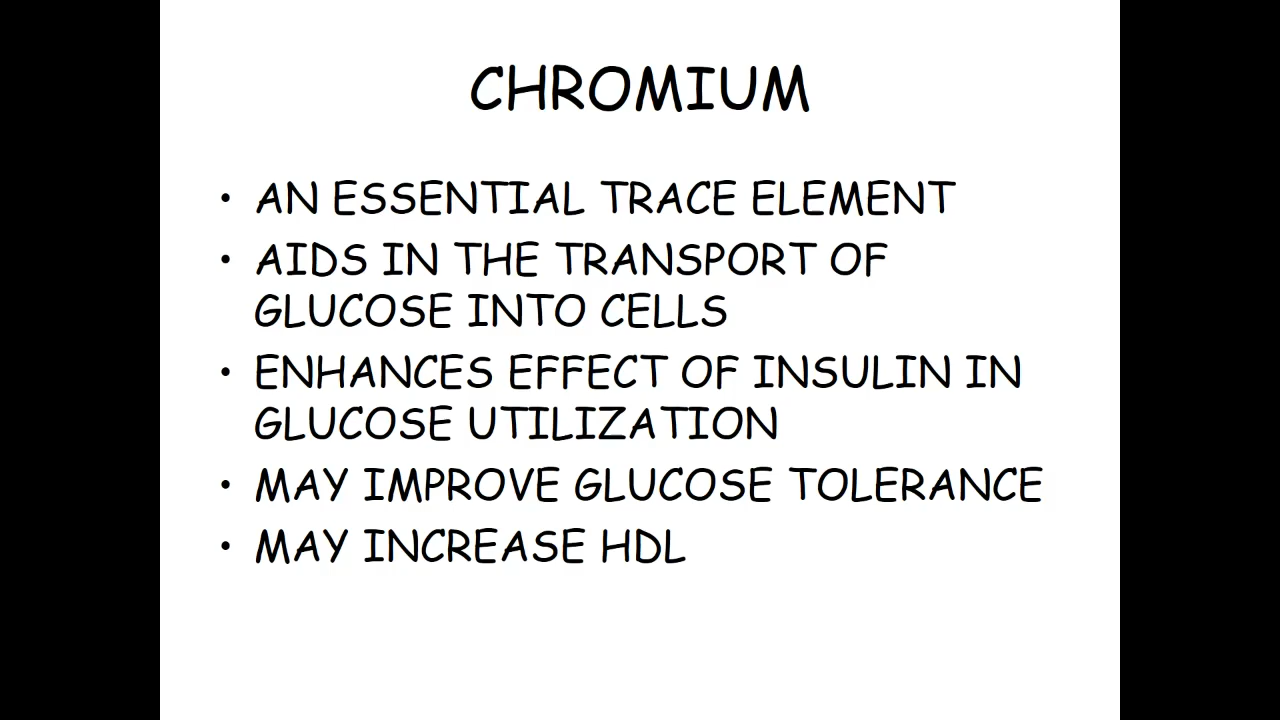 CHROMIUM
• AN ESSENTIAL TRACE ELEMENT
• AIDS IN THE TRANSPORT OF
GLUCOSE INTO CELLS
• ENHANCES EFFECT OF INSULIN IN
GLUCOSE UTILIZATION
• MAY IMPROVE GLUCOSE TOLERANCE
• MAY INCREASE HDL